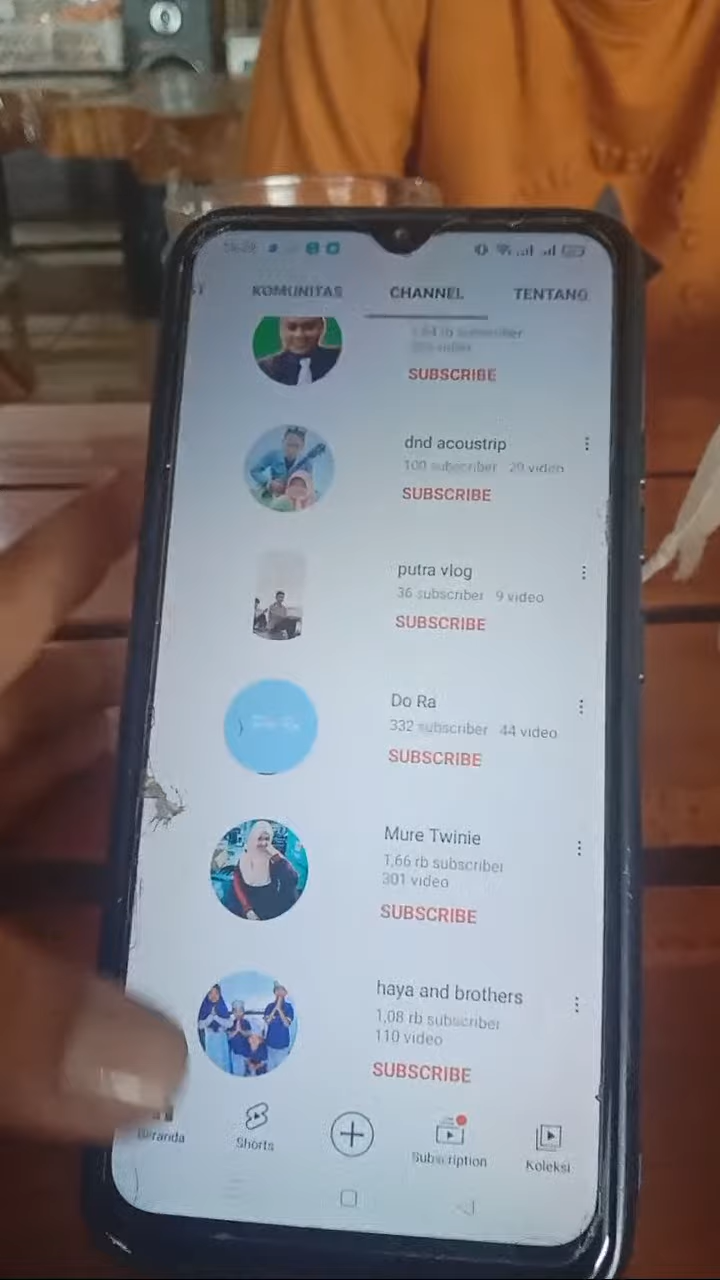 KOMUNITAS CHANNEL TENTANG
SUBSCRIBE
dnd acoustrip
100 subscriber 29 video
SUBSCRIBE
putra vlog
36 subscriber 9 video
SUBSCRIBE
Do Ra
332 subscriber 44 video
SUBSCRIBE
Mure Twinie
1,66 rb subscriber
301 video
SUBSCRIBE
haya and brothers
1,08 rb subscriber
110 video
SUBSCRIBE
Beranda Shorts Subscription Koleksi